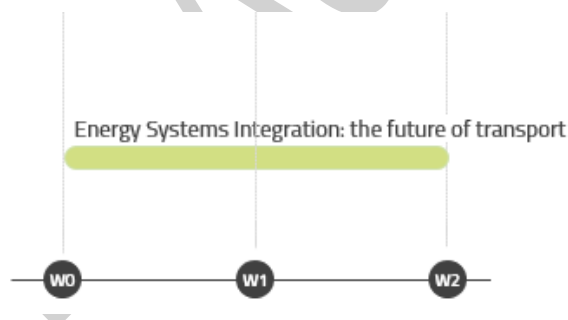 Energy Systems Integration: the future of transport
W0 W1 W2